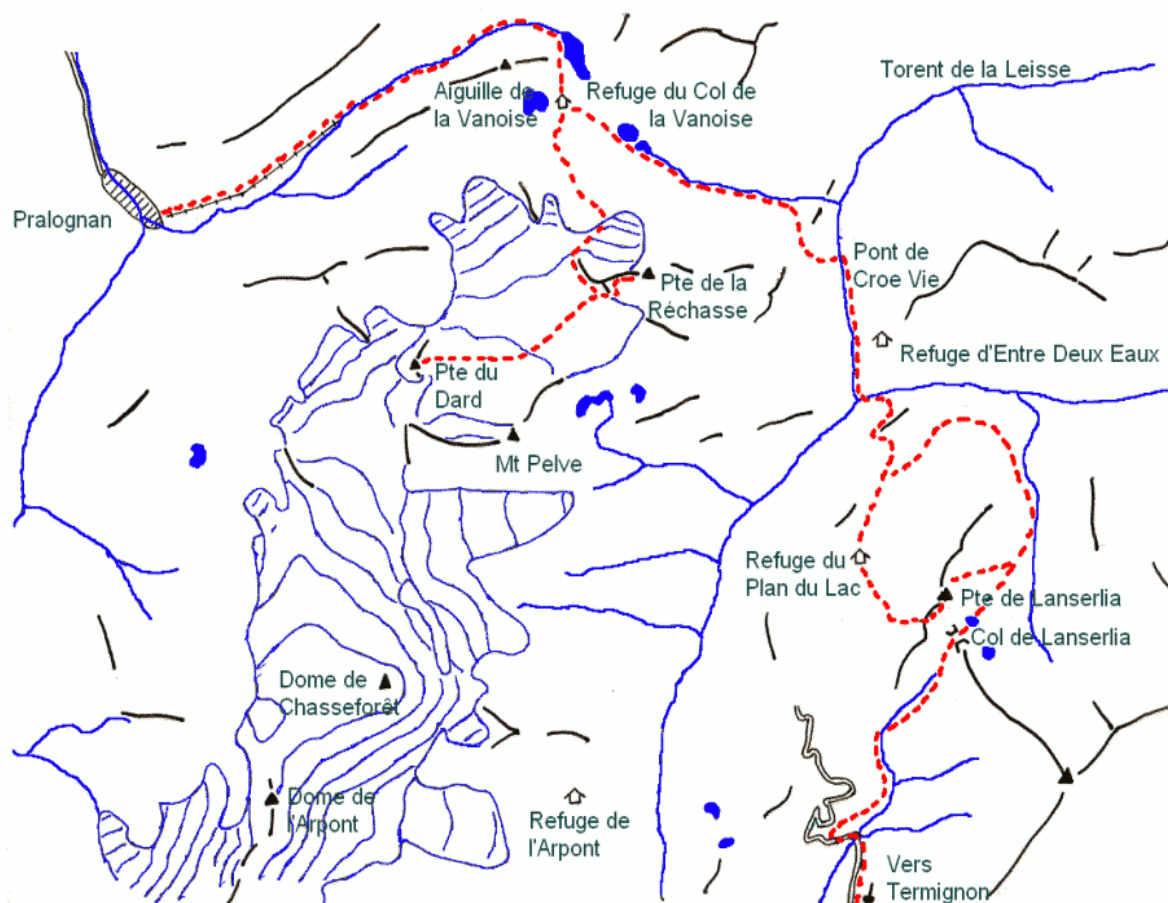 Torent de la Leisse
Aiguille de
la Vanoise
Refuge du Col de
la Vanoise
Pralognan
Pont de
Croe Vie
Pte de la
Réchasse
Refuge d'Entre Deux Eaux
Pte du
Dard
Mt Pelve
Refuge du
Plan du Lac
Pte de Lanserlia
Col de Lanserlia
Dome de
Chasseforêt
Dome de
l'Arpont
Refuge de
l'Arpont
Vers
Termignon